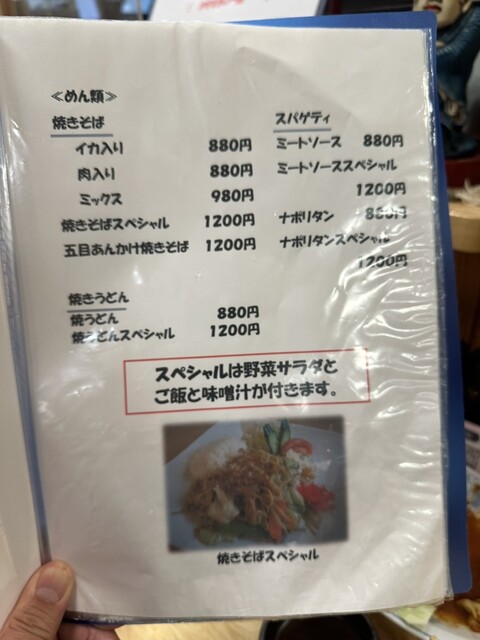 ≪めん類≫
焼きそば
イカ入り 880円
肉入り 880円
ミックス 980円
焼きそばスペシャル 1200円
五目あんかけ焼きそば 1200円
焼きうどん
焼うどん 880円
焼うどんスペシャル 1200円
スパゲティ
ミートソース 880円
ミートソーススペシャル
1200円
ナポリタン 880円
ナポリタンスペシャル
1200円
スペシャルは野菜サラダと
ご飯と味噌汁が付きます。
焼きそばスペシャル